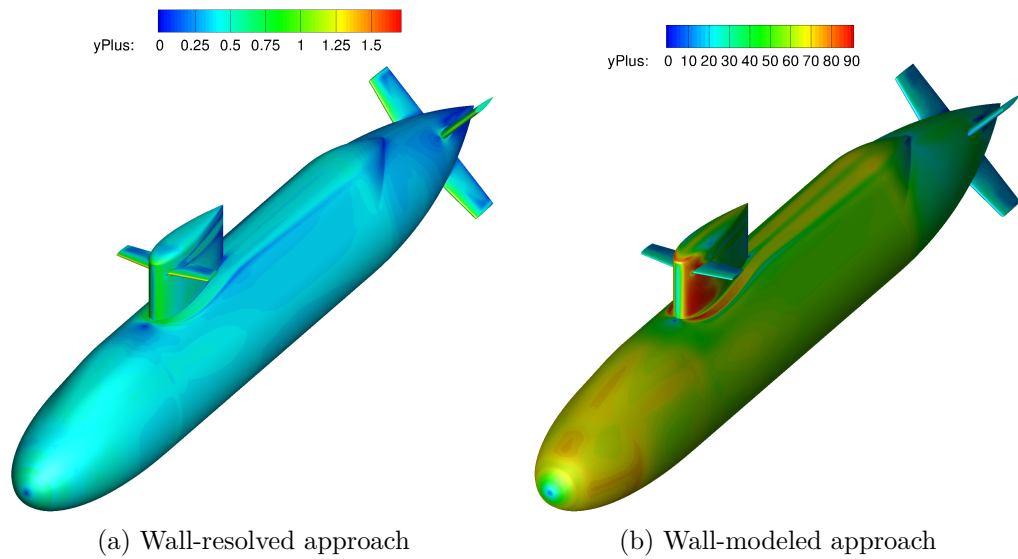 yPlus: 0 0.25 0.5 0.75 1 1.25 1.5
yPlus: 0 10 20 30 40 50 60 70 80 90
(a) Wall-resolved approach
(b) Wall-modeled approach